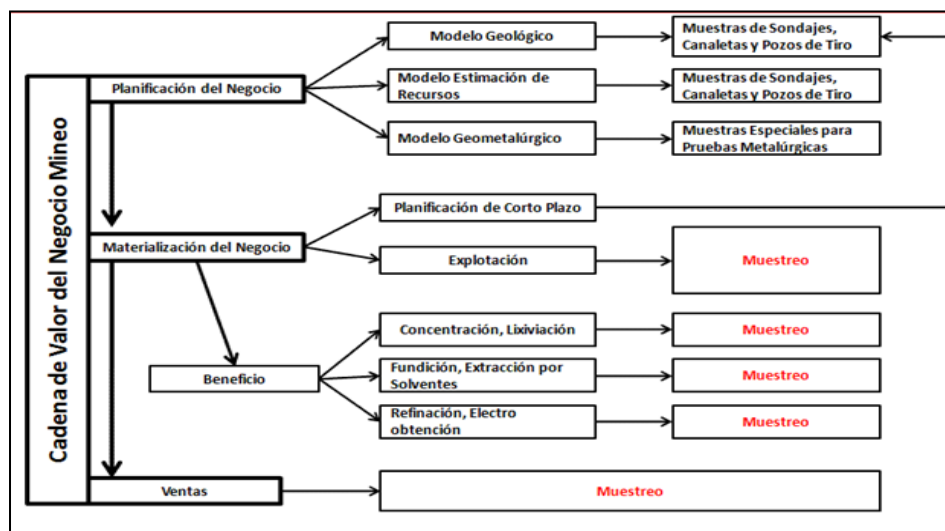 Cadena de Valor del Negocio Mineo
Planificación del Negocio
Modelo Geológico
Muestras de Sondajes,
Canaletas y Pozos de Tiro
Modelo Estimación de
Recursos
Muestras de Sondajes,
Canaletas y Pozos de Tiro
Modelo Geometalúrgico
Muestras Especiales para
Pruebas Metalúrgicas
Materialización del Negocio
Planificación de Corto Plazo
Explotación
Muestreo
Beneficio
Concentración, Lixiviación
Muestreo
Fundición, Extracción por
Solventes
Muestreo
Refinación, Electro
obtención
Muestreo
Ventas
Muestreo